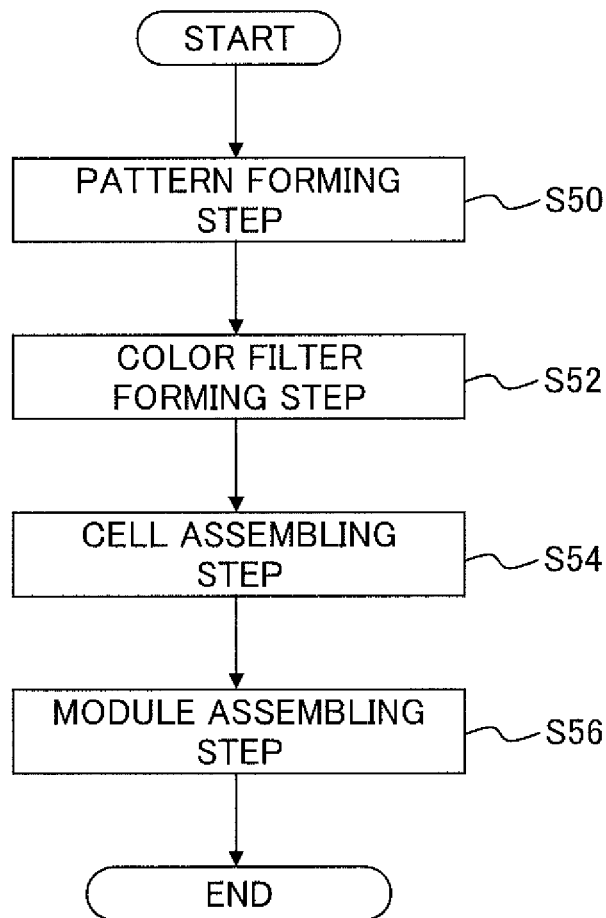 START
PATTERN FORMING
STEP
S50
COLOR FILTER
FORMING STEP
S52
CELL ASSEMBLING
STEP
S54
MODULE ASSEMBLING
STEP
S56
END